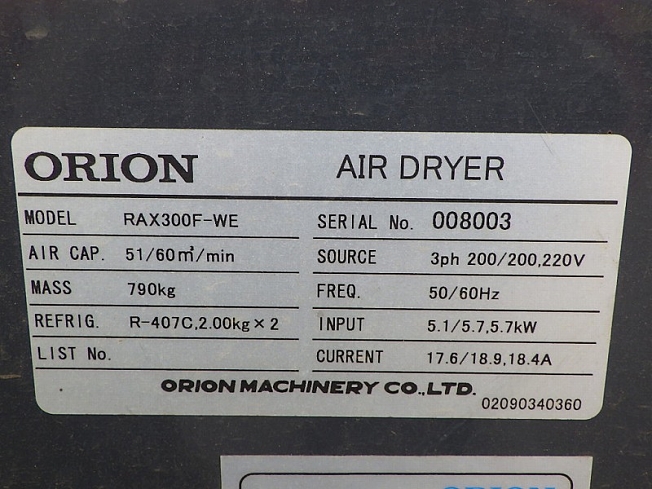 ORION AIR DRYER
MODEL RAX300F-WE
SERIAL No. 008003
AIR CAP. 51/60㎥/min
SOURCE 3ph 200/200,220V
MASS 790kg
FREQ. 50/60Hz
REFRIG. R-407C,2.00kg×2
INPUT 5.1/5.7,5.7kW
LIST No.
CURRENT 17.6/18.9,18.4A
ORION MACHINERY CO.,LTD.
02090340360
ORION